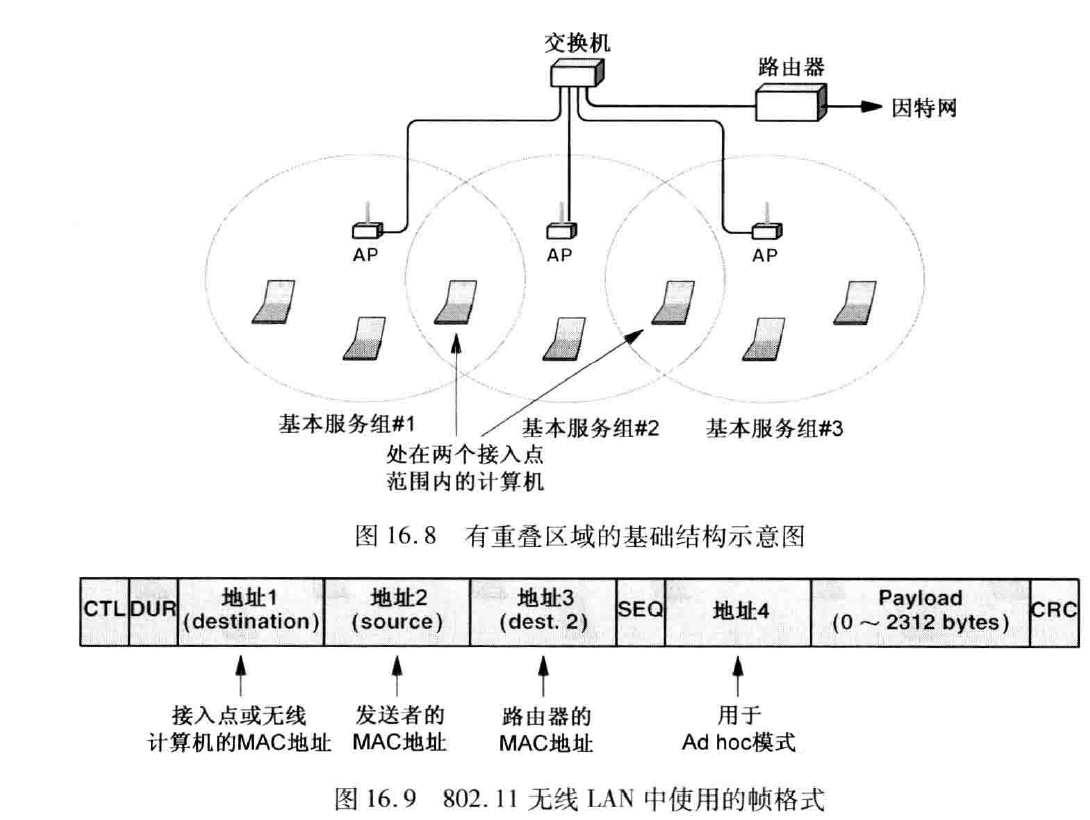 交换机
路由器
因特网
AP
AP
AP
基本服务组#1
基本服务组#2
基本服务组#3
处在两个接入点
范围内的计算机
图 16.8 有重叠区域的基础结构示意图
CTL
DUR
地址1
(destination)
地址2
(source)
地址3
(dest. 2)
SEQ
地址4
Payload
(0 ~ 2312 bytes)
CRC
接入点或无线
计算机的MAC地址
发送者的
MAC地址
路由器的
MAC地址
用于
Ad hoc模式
图 16.9 802.11 无线 LAN 中使用的帧格式